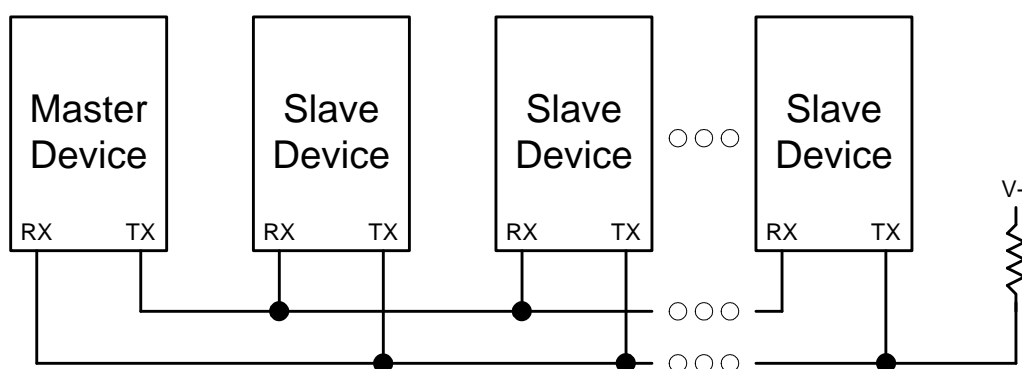 Master
Device
Slave
Device
Slave
Device
Slave
Device
RX
TX
RX
TX
RX
TX
RX
TX
V-